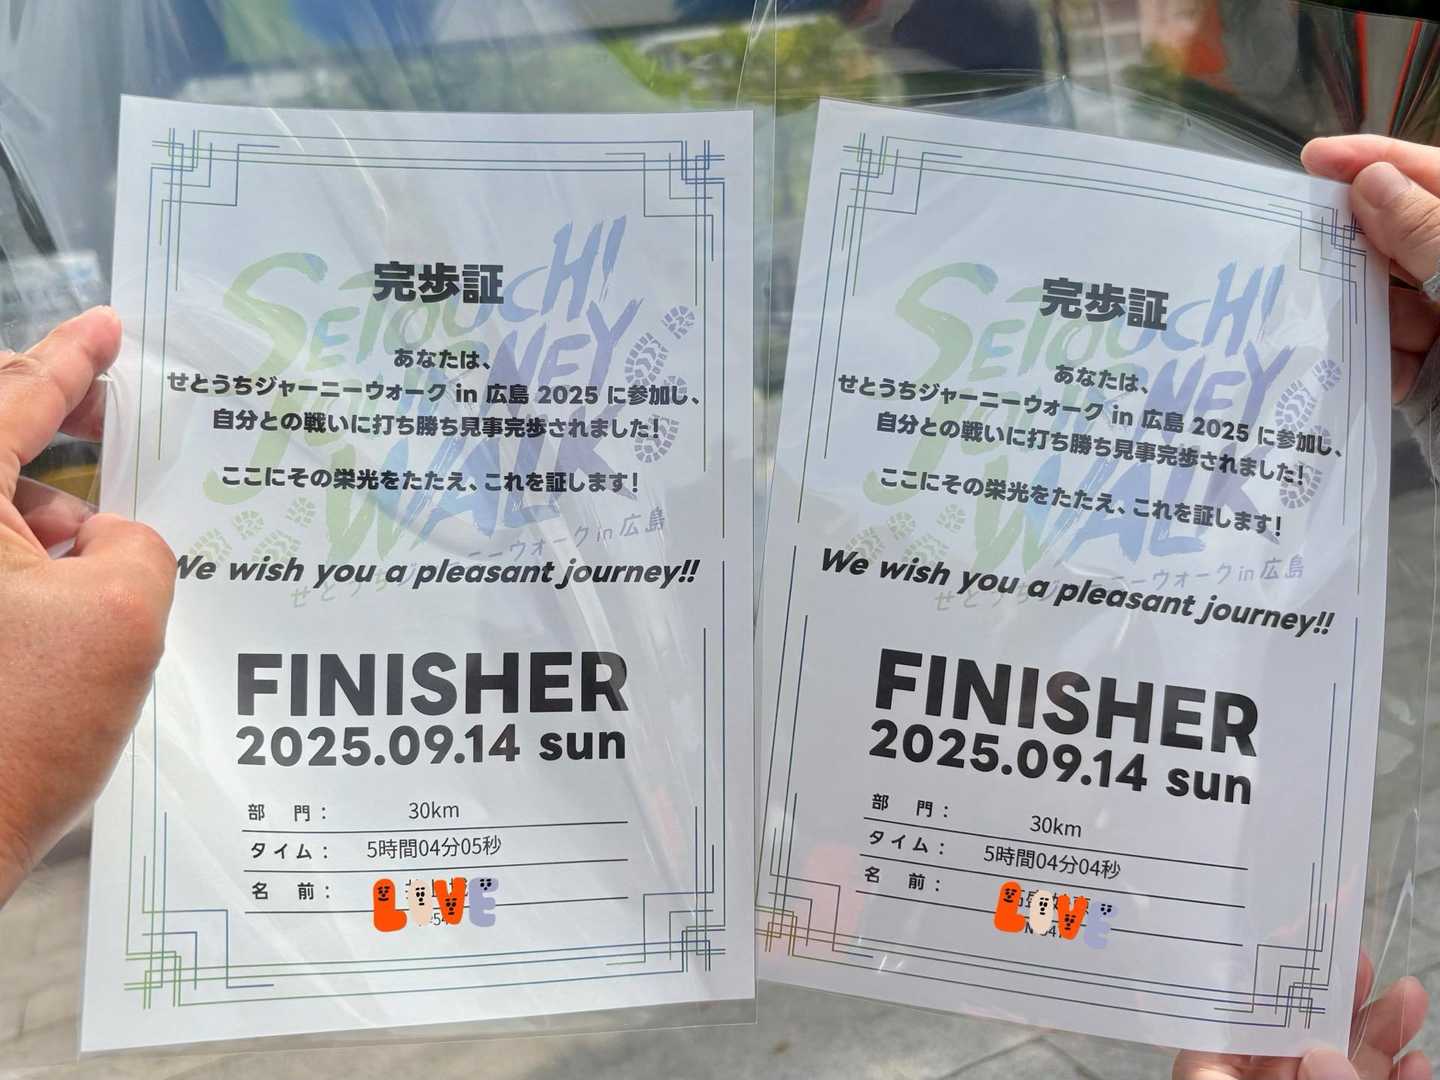 SETOUCHI
JOURNEY
WALK
完歩証
あなたは、
せとうちジャーニーウォーク in 広島 2025 に参加し、
自分との戦いに打ち勝ち見事完歩されました!
ここにその栄光をたたえ、これを証します!
ニーウォークin広島
せとうち
We wish you a pleasant journey!!
FINISHER
2025.09.14 sun
部 門: 30km
タイム: 5時間04分05秒
名 前:
LOVE
SETOUCHI
JOURNEY
WALK
完歩証
あなたは、
せとうちジャーニーウォーク in 広島 2025 に参加し、
自分との戦いに打ち勝ち見事完歩されました!
ここにその栄光をたたえ、これを証します!
ニーウォークin広島
せとうち
We wish you a pleasant journey!!
FINISHER
2025.09.14 sun
部 門: 30km
タイム: 5時間04分04秒
名 前:
LOVE